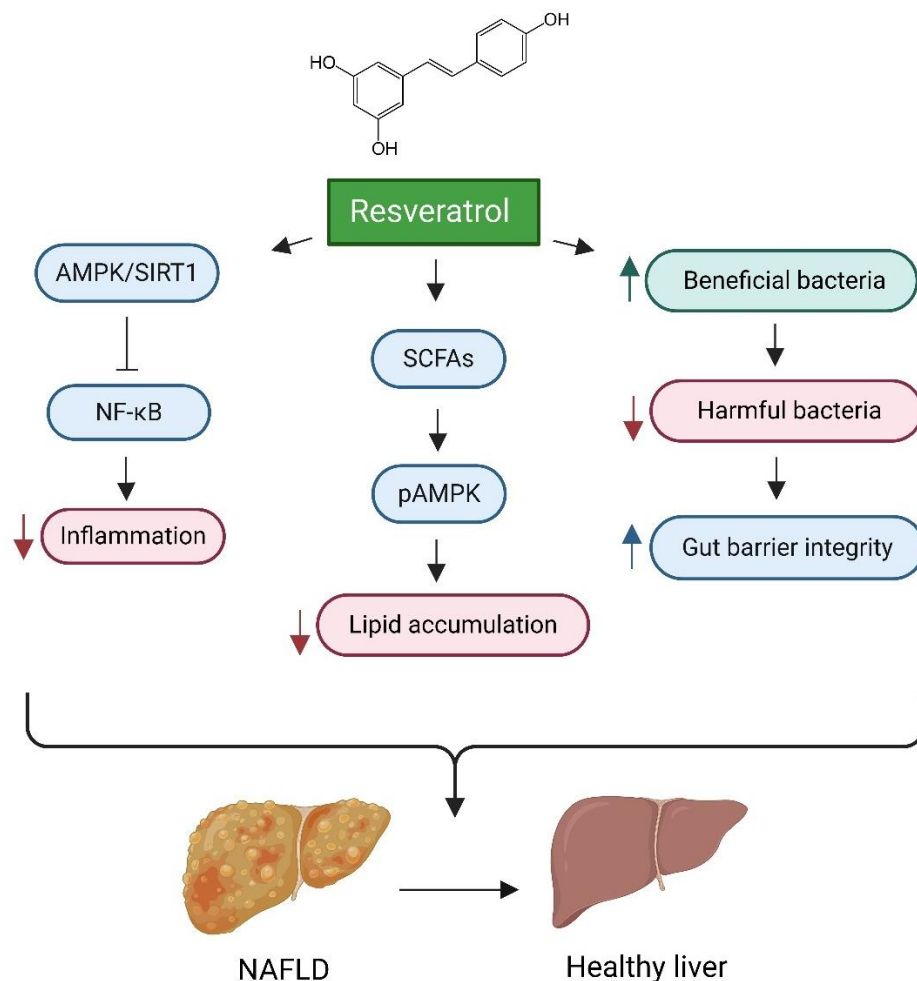 OH
HO
OH
Resveratrol
AMPK/SIRT1
NF-κB
Inflammation
SCFAs
pAMPK
Lipid accumulation
Beneficial bacteria
Harmful bacteria
Gut barrier integrity
NAFLD
Healthy liver